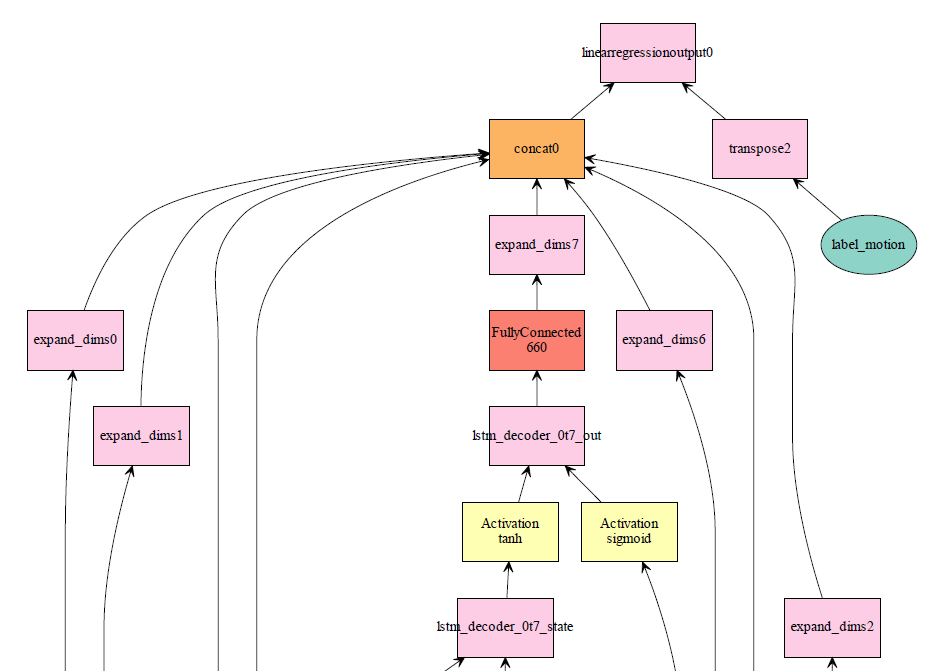 linearregressionoutput0
concat0
transpose2
expand_dims7
label_motion
expand_dims0
FullyConnected
660
expand_dims6
expand_dims1
lstm_decoder_0t7_out
Activation
tanh
Activation
sigmoid
lstm_decoder_0t7_state
expand_dims2